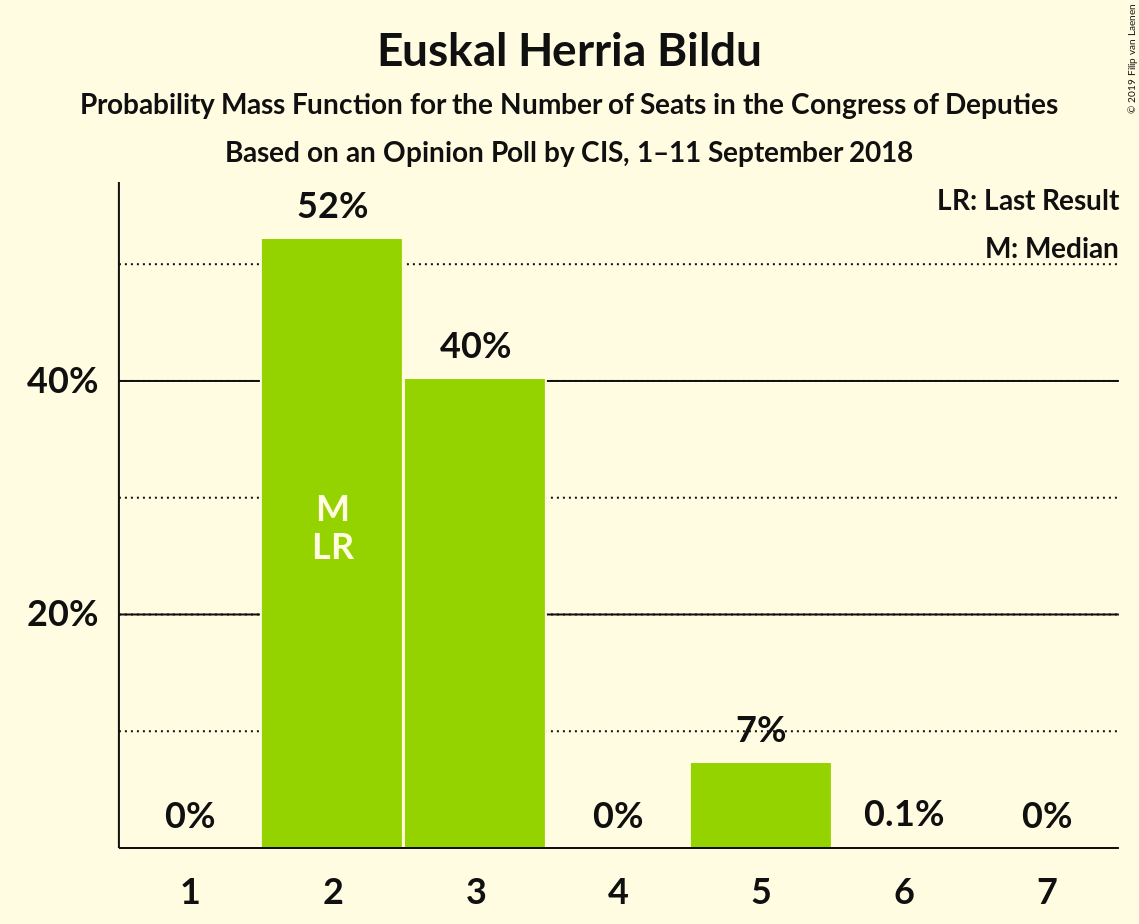 Euskal Herria Bildu
Probability Mass Function for the Number of Seats in the Congress of Deputies
Based on an Opinion Poll by CIS, 1–11 September 2018
© 2019 Filip van Laenen
LR: Last Result
M: Median
52%
40%
40%
M
LR
20%
7%
0%
0%
0.1%
0%
1 2 3 4 5 6 7